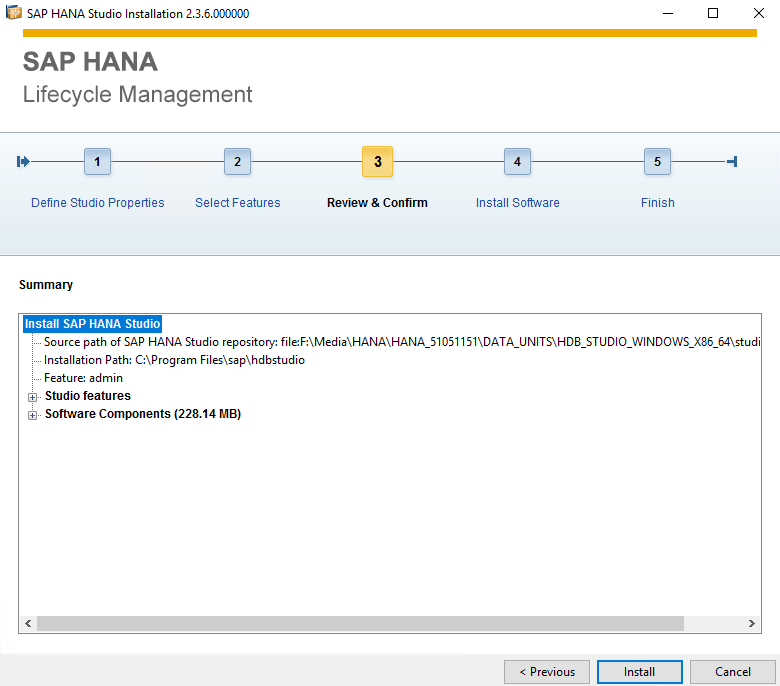 SAP HANA Studio Installation 2.3.6.000000
SAP HANA
Lifecycle Management
1 2 3 4 5
Define Studio Properties Select Features Review & Confirm Install Software Finish
Summary
Install SAP HANA Studio
Source path of SAP HANA Studio repository: file:F:\Media\HANA\HANA_51051151\DATA_UNITS\HDB_STUDIO_WINDOWS_X86_64\studi
Installation Path: C:\Program Files\sap\hdbstudio
Feature: admin
Studio features
Software Components (228.14 MB)
< Previous Install Cancel